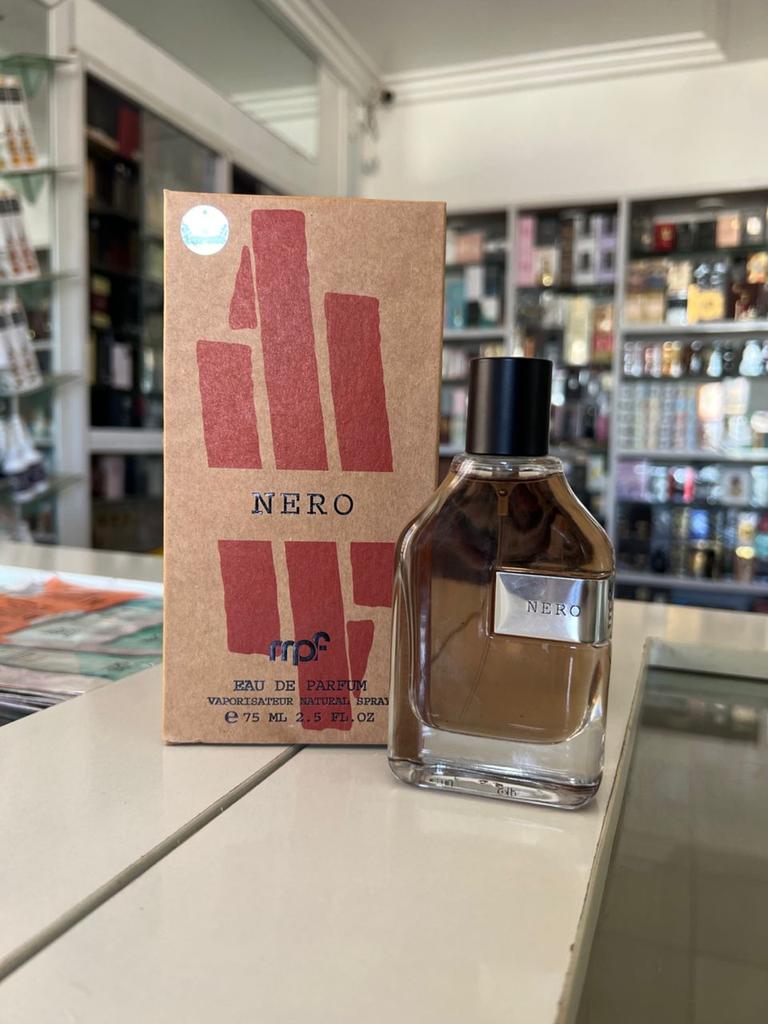 NERO
mpf
EAU DE PARFUM
VAPORISATEUR NATURAL SPRAY
e 75 ML 2.5 FL.OZ
NERO